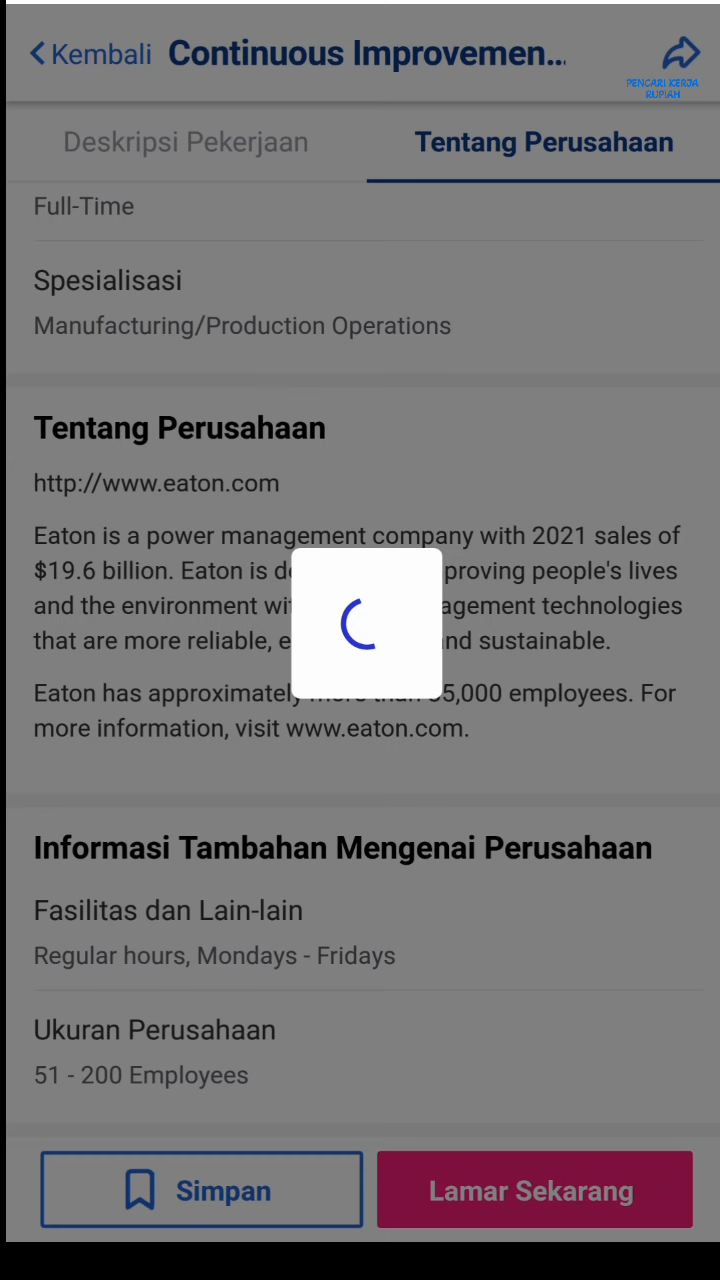 Kembali
Continuous Improvemen...
PENCARI KERJA
RUPIAH
Deskripsi Pekerjaan
Tentang Perusahaan
Full-Time
Spesialisasi
Manufacturing/Production Operations
Tentang Perusahaan
http://www.eaton.com
Eaton is a power management company with 2021 sales of
$19.6 billion. Eaton is proving people's lives
and the environment agement technologies
that are more reliable, nd sustainable.
Eaton has approximately more than 5,000 employees. For
more information, visit www.eaton.com.
Informasi Tambahan Mengenai Perusahaan
Fasilitas dan Lain-lain
Regular hours, Mondays - Fridays
Ukuran Perusahaan
51 - 200 Employees
Simpan
Lamar Sekarang